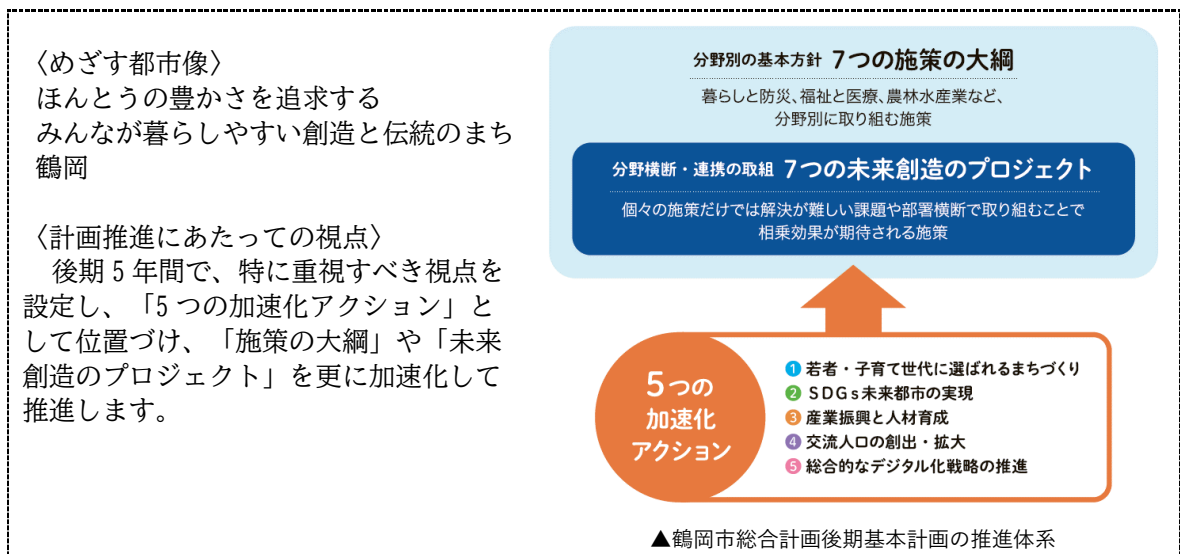 〈めざす都市像〉
ほんとうの豊かさを追求する
みんなが暮らしやすい創造と伝統のまち
鶴岡
〈計画推進にあたっての視点〉
後期5年間で、特に重視すべき視点を
設定し、「5つの加速化アクション」と
して位置づけ、「施策の大綱」や「未来
創造のプロジェクト」を更に加速化して
推進します。
分野別の基本方針 7つの施策の大綱
暮らしと防災、福祉と医療、農林水産業など、
分野別に取り組む施策
分野横断・連携の取組 7つの未来創造のプロジェクト
個々の施策だけでは解決が難しい課題や部署横断で取り組むことで
相乗効果が期待される施策
5つの
加速化
アクション
❶ 若者・子育て世代に選ばれるまちづくり
❷ SDGs未来都市の実現
❸ 産業振興と人材育成
❹ 交流人口の創出・拡大
❺ 総合的なデジタル化戦略の推進
▲鶴岡市総合計画後期基本計画の推進体系